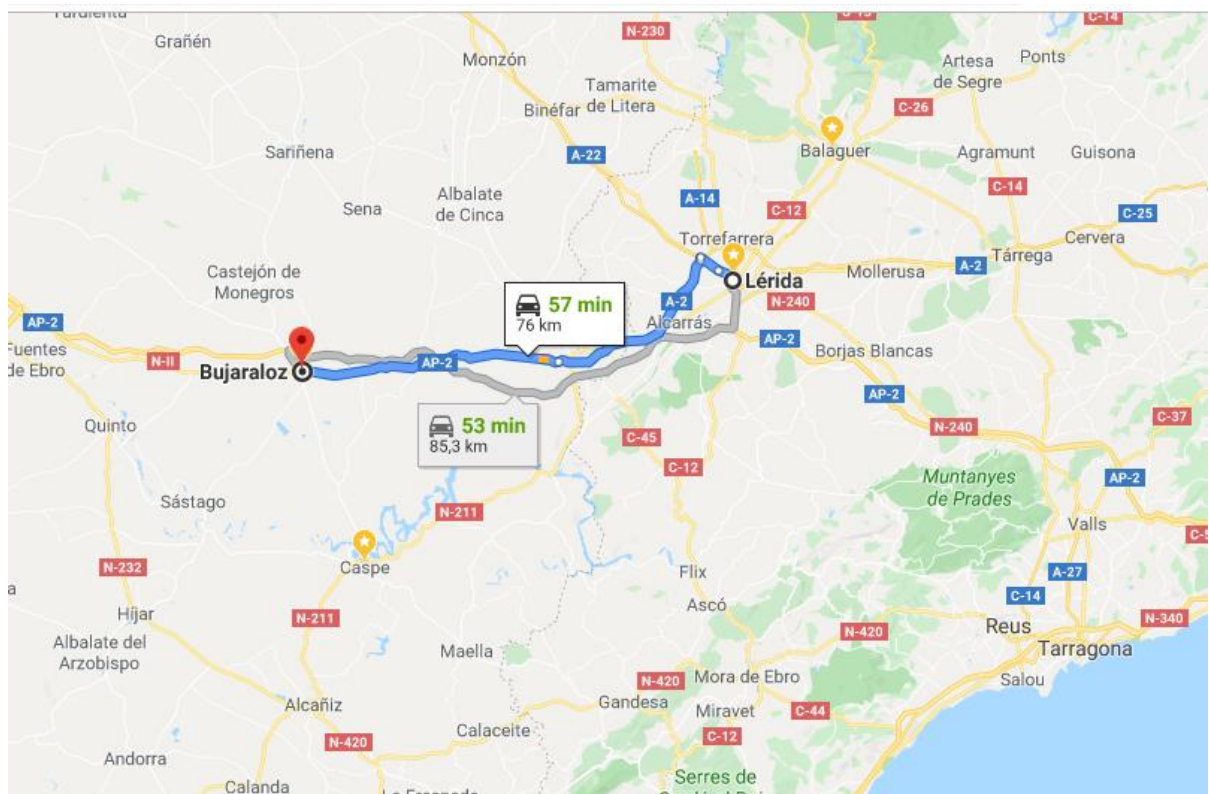 Grañén
N-230
C-14
Monzón
Artesa
de Segre
Ponts
Tamarite
de Litera
Binéfar
C-26
Balaguer
A-22
Sariñena
Agramunt
Guisona
Albalate
de Cinca
A-14
C-14
Sena
C-12
C-25
Torrefarrera
Cervera
Tárrega
Castejón de
Monegros
Lérida
Mollerusa
A-2
57 min
76 km
A-2
N-240
AP-2
Alcarrás
AP-2
Fuentes
de Ebro
N-II
Bujaraloz
AP-2
Borjas Blancas
AP-2
53 min
85,3 km
C-37
Quinto
N-240
C-45
C-12
Muntanyes
de Prades
AP-2
Sástago
N-211
Valls
Caspe
N-232
Flix
A-27
C-14
Híjar
N-211
Ascó
Reus
N-340
N-420
Albalate del
Arzobispo
Maella
Tarragona
N-420
Mora de Ebro
Salou
Alcañiz
Gandesa
Miravet
C-44
Calaceite
N-420
C-12
Andorra
Serres de
Calanda